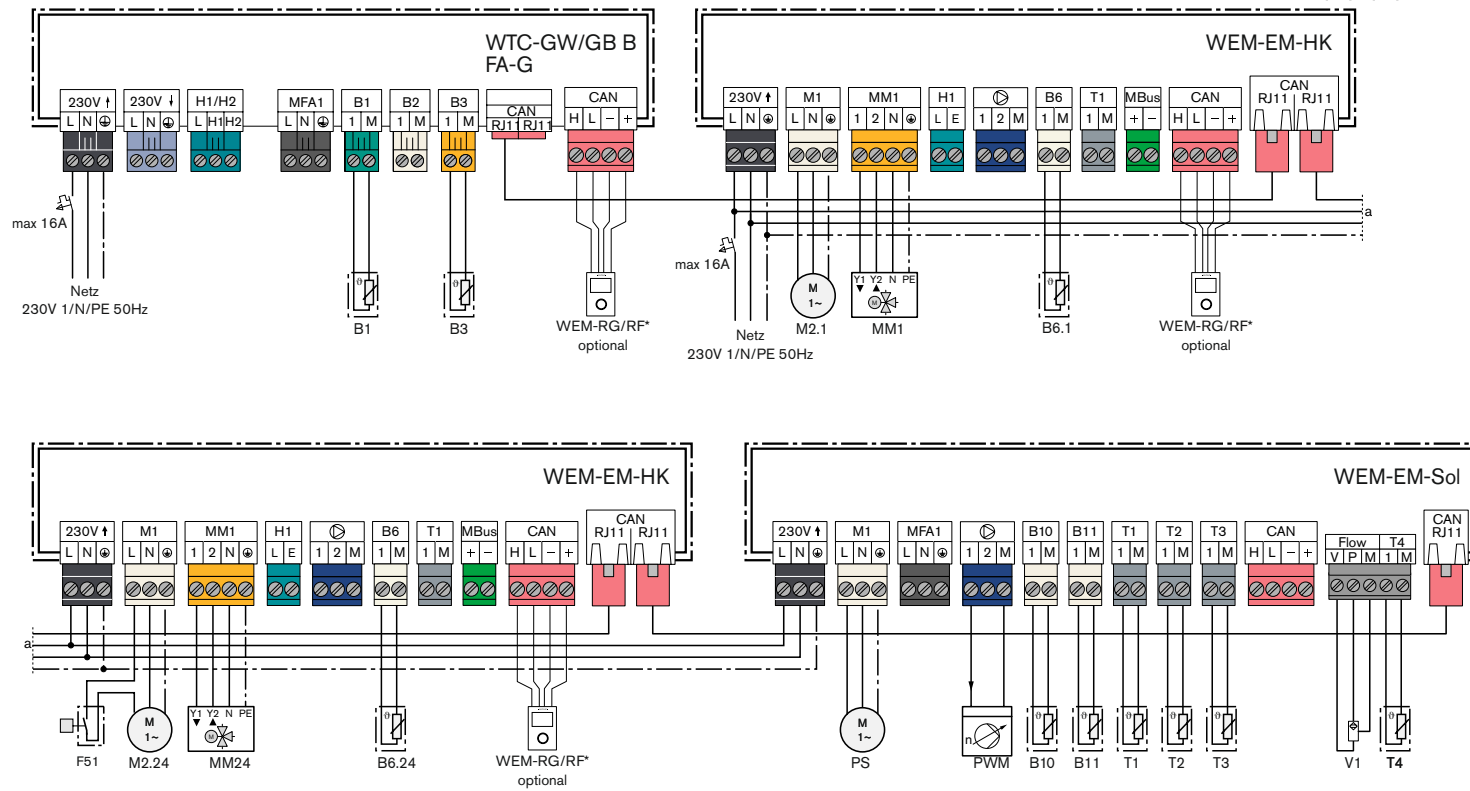 WTC-GW/GB B
FA-G
230V 230V H1/H2 MFA1 B1 B2 B3 CAN CAN
L N L N L H1 H2 L N 1 M 1 M 1 M RJ11 RJ11 H L − +
max 16A
Netz
230V 1/N/PE 50Hz
ϑ
B1
ϑ
B3
WEM-RG/RF*
optional
WEM-EM-HK
230V M1 MM1 H1 B6 T1 MBus CAN CAN
RJ11 RJ11
L N L N 1 2 N L E 1 2 M 1 M 1 M + − H L − +
a
max 16A
Netz
230V 1/N/PE 50Hz
M
1~
M2.1
Y1 Y2 N PE
M
MM1
ϑ
B6.1
WEM-RG/RF*
optional
WEM-EM-HK
230V M1 MM1 H1 B6 T1 MBus CAN CAN
RJ11 RJ11
L N L N 1 2 N L E 1 2 M 1 M 1 M + − H L − +
a
F51
M
1~
M2.24
Y1 Y2 N PE
M
MM24
ϑ
B6.24
WEM-RG/RF*
optional
WEM-EM-Sol
230V M1 MFA1 B10 B11 T1 T2 T3 CAN Flow T4 CAN
RJ11
L N L N L N 1 2 M 1 M 1 M 1 M 1 M 1 M H L − + V P M 1 M
M
1~
PS
n
PWM
ϑ
B10
ϑ
B11
ϑ
T1
ϑ
T2
ϑ
T3
V1
ϑ
T4